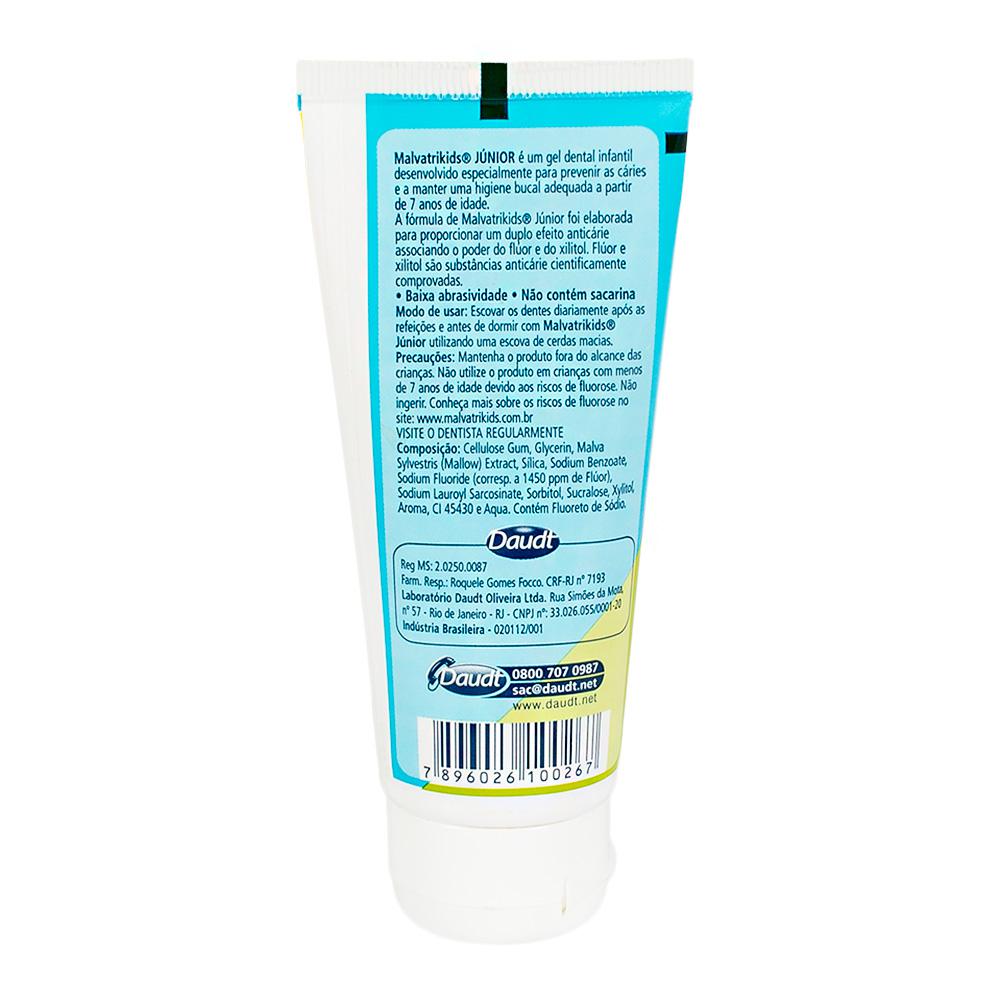 Malvatrikids® JÚNIOR é um gel dental infantil
desenvolvido especialmente para prevenir as cáries
e a manter uma higiene bucal adequada a partir
de 7 anos de idade.
A fórmula de Malvatrikids® Júnior foi elaborada
para proporcionar um duplo efeito anticárie
associando o poder do flúor e do xilitol. Flúor e
xilitol são substâncias anticárie cientificamente
comprovadas.
• Baixa abrasividade • Não contém sacarina
Modo de usar: Escovar os dentes diariamente após as
refeições e antes de dormir com Malvatrikids®
Júnior utilizando uma escova de cerdas macias.
Precauções: Mantenha o produto fora do alcance das
crianças. Não utilize o produto em crianças com menos
de 7 anos de idade devido aos riscos de fluorose. Não
ingerir. Conheça mais sobre os riscos de fluorose no
site: www.malvatrikids.com.br
VISITE O DENTISTA REGULARMENTE
Composição: Cellulose Gum, Glycerin, Malva
Sylvestris (Mallow) Extract, Sílica, Sodium Benzoate,
Sodium Fluoride (corresp. a 1450 ppm de Flúor),
Sodium Lauroyl Sarcosinate, Sorbitol, Sucralose, Xylitol,
Aroma, CI 45430 e Aqua. Contém Fluoreto de Sódio.
Daudt
Reg MS: 2.0250.0087
Farm. Resp.: Roquele Gomes Focco. CRF-RJ nº 7193
Laboratório Daudt Oliveira Ltda. Rua Simões da Mota,
nº 57 - Rio de Janeiro - RJ - CNPJ nº: 33.026.055/0001-20
Indústria Brasileira - 020112/001
Daudt 0800 707 0987
sac@daudt.net
www.daudt.net
7 896026 100267